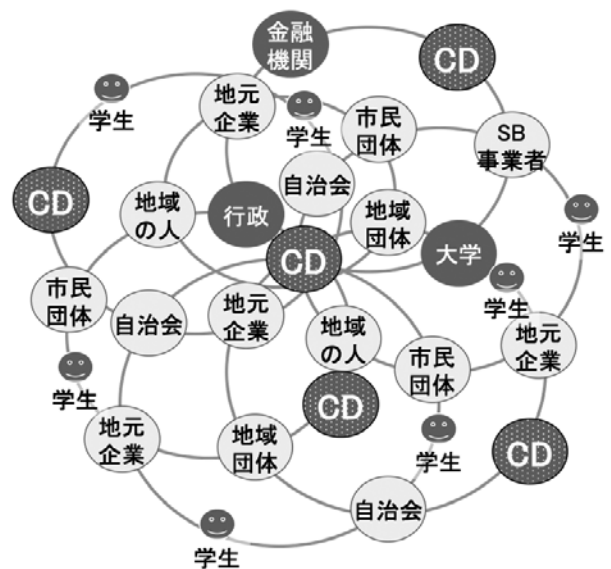 金融
機関
CD
学生
地元
企業
学生
市民
団体
SB
事業者
CD
地域
の人
行政
自治会
地域
団体
学生
CD
大学
学生
市民
団体
自治会
地元
企業
地域
の人
地元
企業
市民
団体
学生
CD
地元
企業
地域
団体
学生
CD
自治会
学生